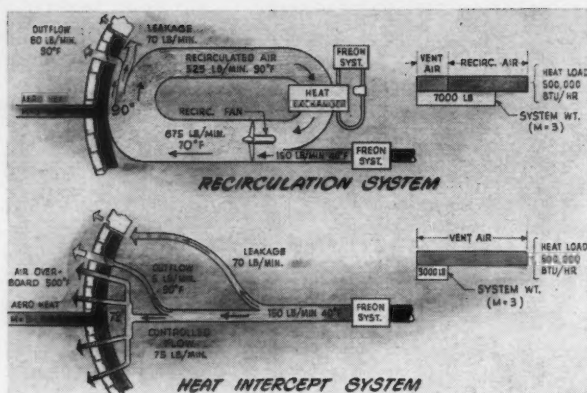 OUTFLOW
80 LB/MIN.
90°F
LEAKAGE
70 LB/MIN.
RECIRCULATED AIR
525 LB/MIN. 90°F
FREON
SYST.
HEAT
EXCHANGER
AERO HEAT
90°
RECIRC. FAN
675 LB/MIN.
70°F
150 LB/MIN 40°F
FREON
SYST.
VENT
AIR
RECIRC. AIR
HEAT LOAD
500,000
BTU/HR
7000 LB
SYSTEM WT.
(M=3)
RECIRCULATION SYSTEM
AIR OVER-
BOARD 500°F
LEAKAGE
70 LB/MIN.
OUTFLOW
5 LB/MIN.
90°F
AERO HEAT
150 LB/MIN 40°F
FREON
SYST.
CONTROLLED
FLOW
75 LB/MIN.
VENT AIR
HEAT LOAD
500,000
BTU/HR
3000 LB
SYSTEM WT.
(M=3)
HEAT INTERCEPT SYSTEM